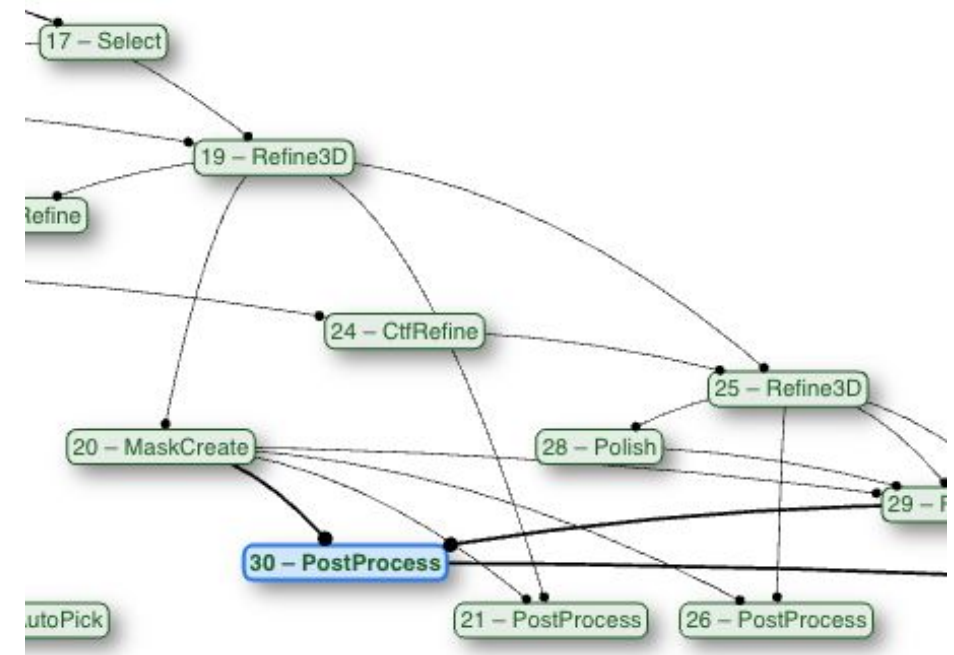 17 – Select
19 – Refine3D
Refine
24 – CtfRefine
25 – Refine3D
20 – MaskCreate
28 – Polish
29 –
30 – PostProcess
21 – PostProcess
26 – PostProcess
utoPick